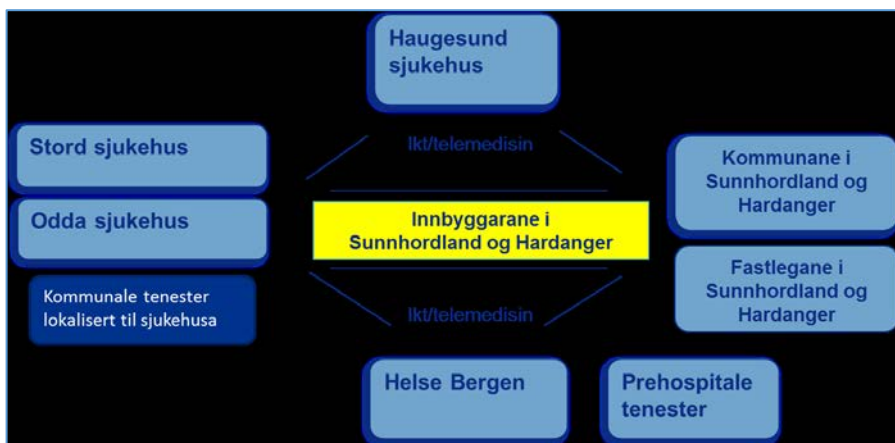 Haugesund
sjukehus
Ikt/telemedisin
Stord sjukehus
Odda sjukehus
Kommunale tenester
lokalisert til sjukehusa
Innbyggarane i
Sunnhordland og Hardanger
Kommunane i
Sunnhordland og
Hardanger
Fastlegane i
Sunnhordland og
Hardanger
Ikt/telemedisin
Helse Bergen
Prehospitale
tenester